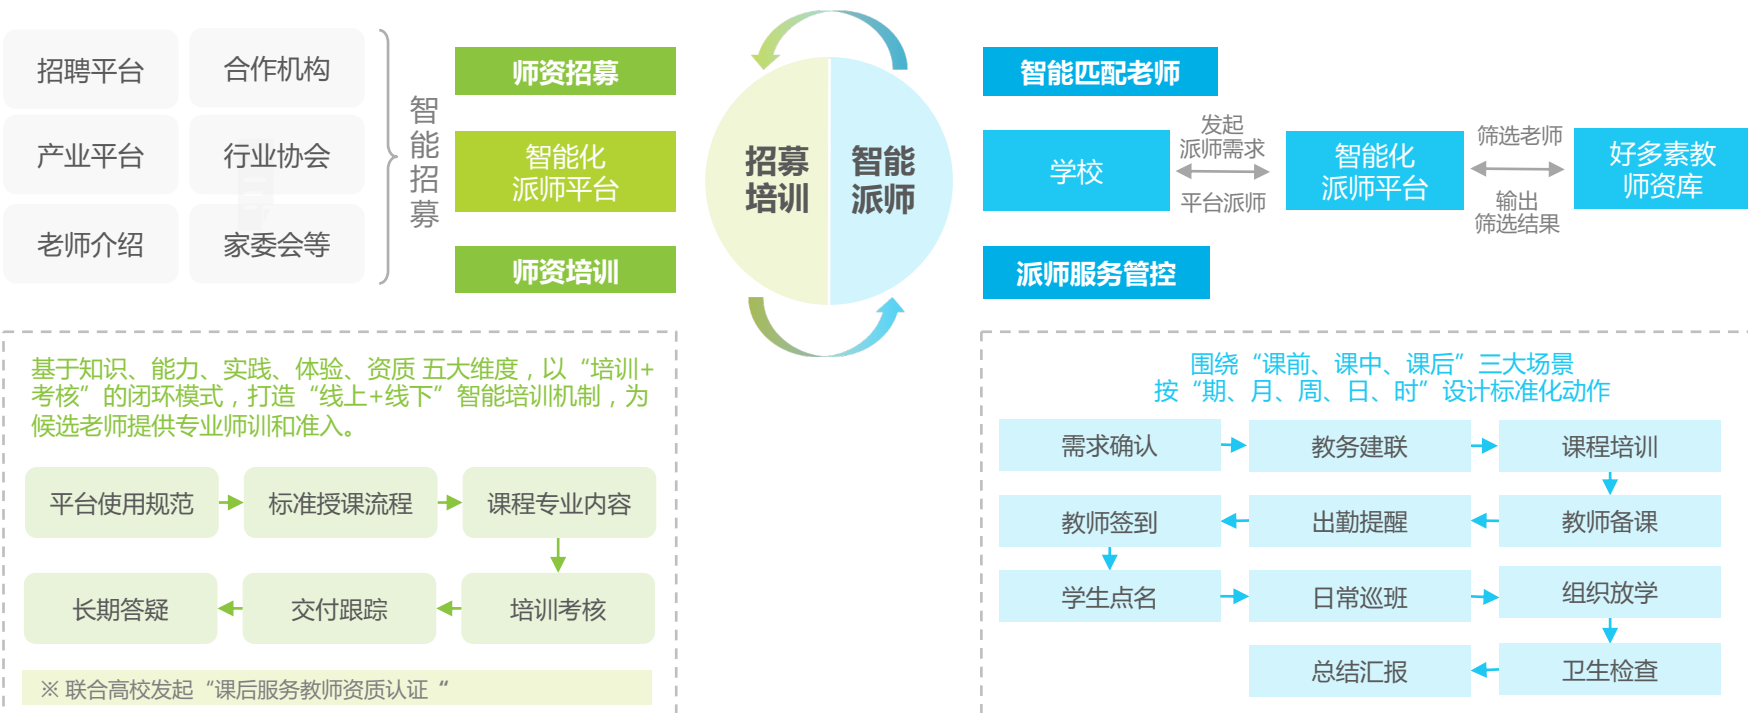 招聘平台
合作机构
产业平台
行业协会
老师介绍
家委会等
智能招募
师资招募
智能化
派师平台
师资培训
招募
培训
智能
派师
智能匹配老师
学校
发起
派师需求
平台派师
智能化
派师平台
筛选老师
输出
筛选结果
好多素教
师资库
派师服务管控
基于知识、能力、实践、体验、资质 五大维度，以“培训+
考核”的闭环模式，打造“线上+线下”智能培训机制，为
候选老师提供专业师训和准入。
平台使用规范
标准授课流程
课程专业内容
长期答疑
交付跟踪
培训考核
※ 联合高校发起“课后服务教师资质认证“
围绕“课前、课中、课后”三大场景
按“期、月、周、日、时”设计标准化动作
需求确认
教务建联
课程培训
教师签到
出勤提醒
教师备课
学生点名
日常巡班
组织放学
总结汇报
卫生检查